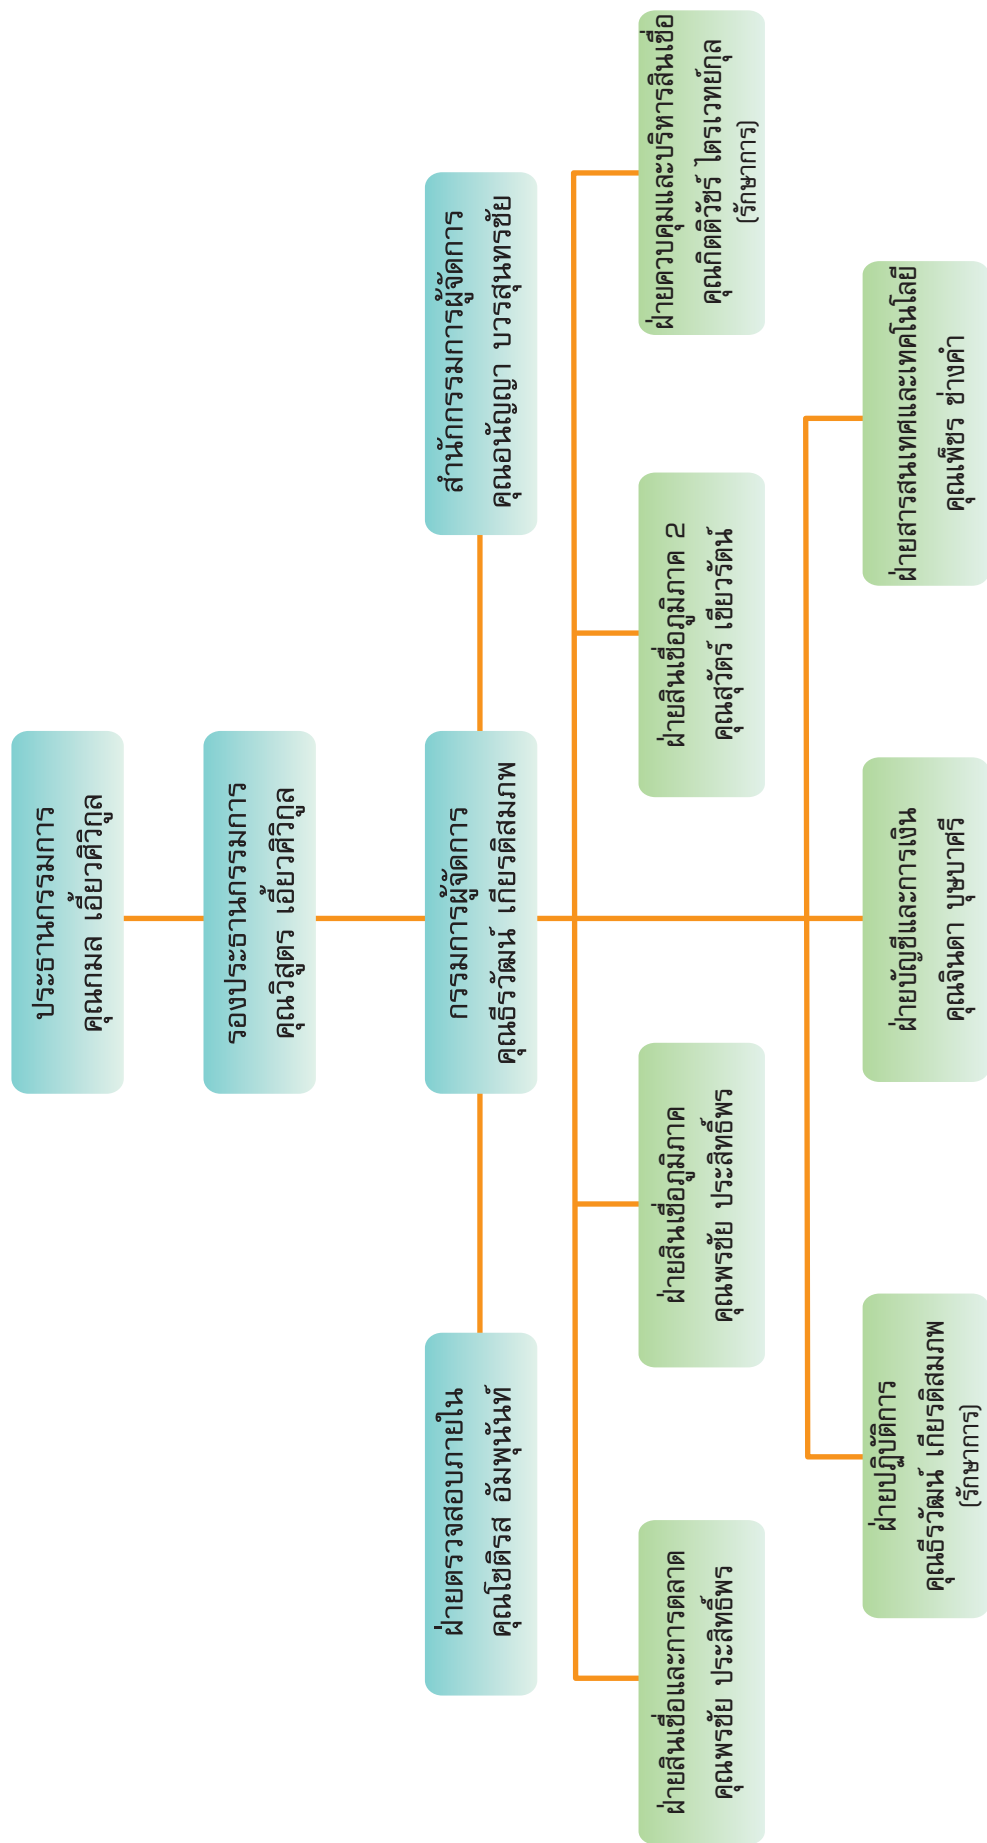 ประธานกรรมการ
คุณกมล เอี้ยวศิวิกูล
รองประธานกรรมการ
คุณวิสูตร เอี้ยวศิวิกูล
ฝ่ายตรวจสอบภายใน
คุณโชติรส อัมพุนันท์
กรรมการผู้จัดการ
คุณธีรวัฒน์ เกียรติสมภพ
สำนักกรรมการผู้จัดการ
คุณอนัญญา บวรสุนทรชัย
ฝ่ายสินเชื่อและการตลาด
คุณพรชัย ประสิทธิ์พร
ฝ่ายสินเชื่อภูมิภาค
คุณพรชัย ประสิทธิ์พร
ฝ่ายสินเชื่อภูมิภาค 2
คุณสุวัตร์ เขียวรัตน์
ฝ่ายควบคุมและบริหารสินเชื่อ
คุณกิตติวัชร์ ไตรเวทย์กุล
(รักษาการ)
ฝ่ายปฏิบัติการ
คุณธีรวัฒน์ เกียรติสมภพ
(รักษาการ)
ฝ่ายบัญชีและการเงิน
คุณจินดา บุษบาศรี
ฝ่ายสารสนเทศและเทคโนโลยี
คุณเพ็ชร ช่างคำ